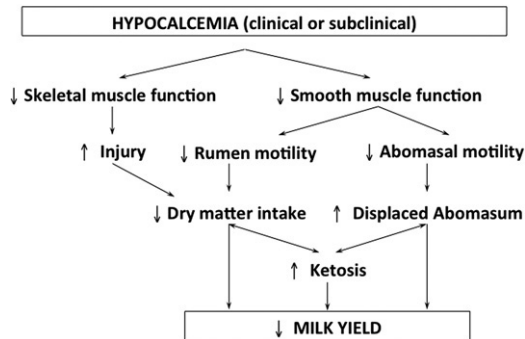 HYPOCALCEMIA (clinical or subclinical)
↓ Skeletal muscle function ↓ Smooth muscle function
↑ Injury ↓ Rumen motility ↓ Abomasal motility
↓ Dry matter intake ↑ Displaced Abomasum
↑ Ketosis
↓ MILK YIELD